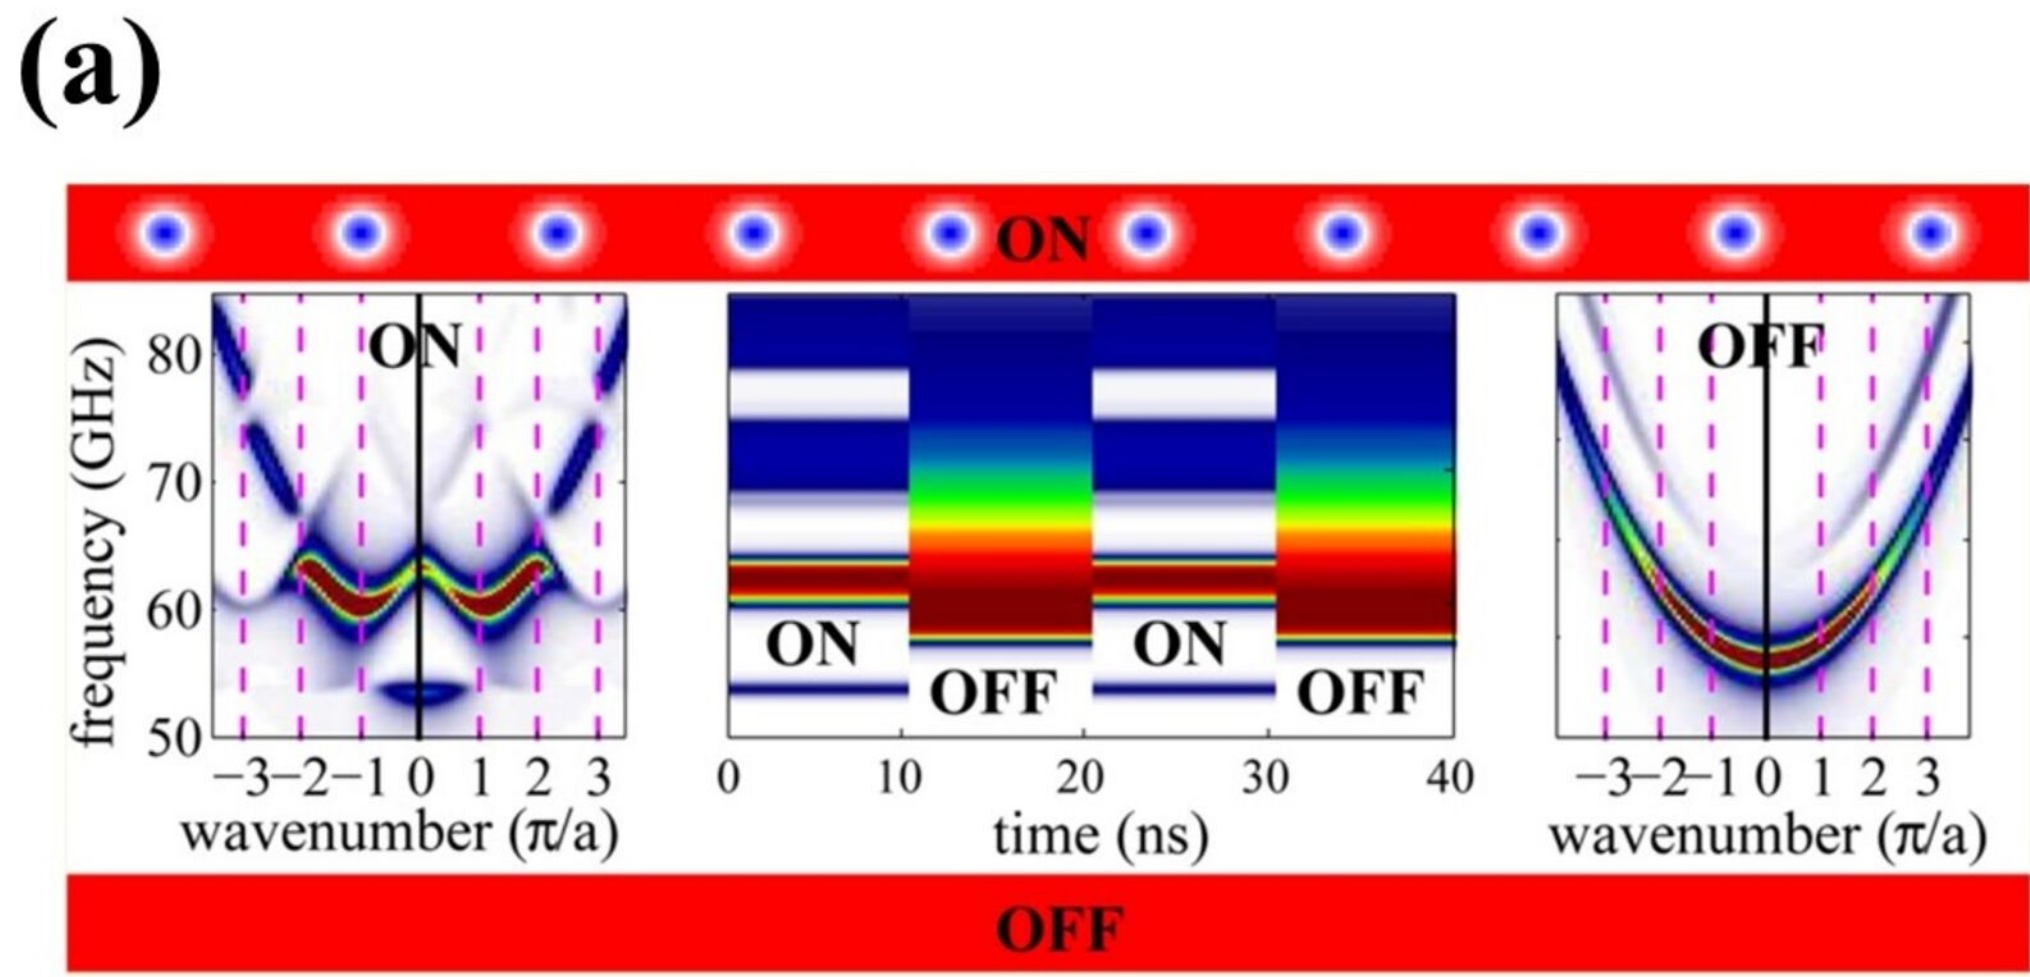 (a)
ON
ON
OFF
frequency (GHz)
80
70
60
50
ON
OFF
ON
OFF
−3−2−1 0 1 2 3
0 10 20 30 40
−3−2−1 0 1 2 3
wavenumber (π/a)
time (ns)
wavenumber (π/a)
OFF